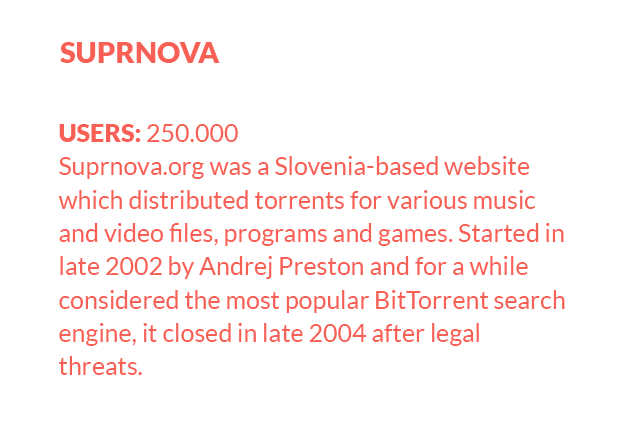 SUPRNOVA
USERS: 250.000
Suprnova.org was a Slovenia-based website
which distributed torrents for various music
and video files, programs and games. Started in
late 2002 by Andrej Preston and for a while
considered the most popular BitTorrent search
engine, it closed in late 2004 after legal
threats.